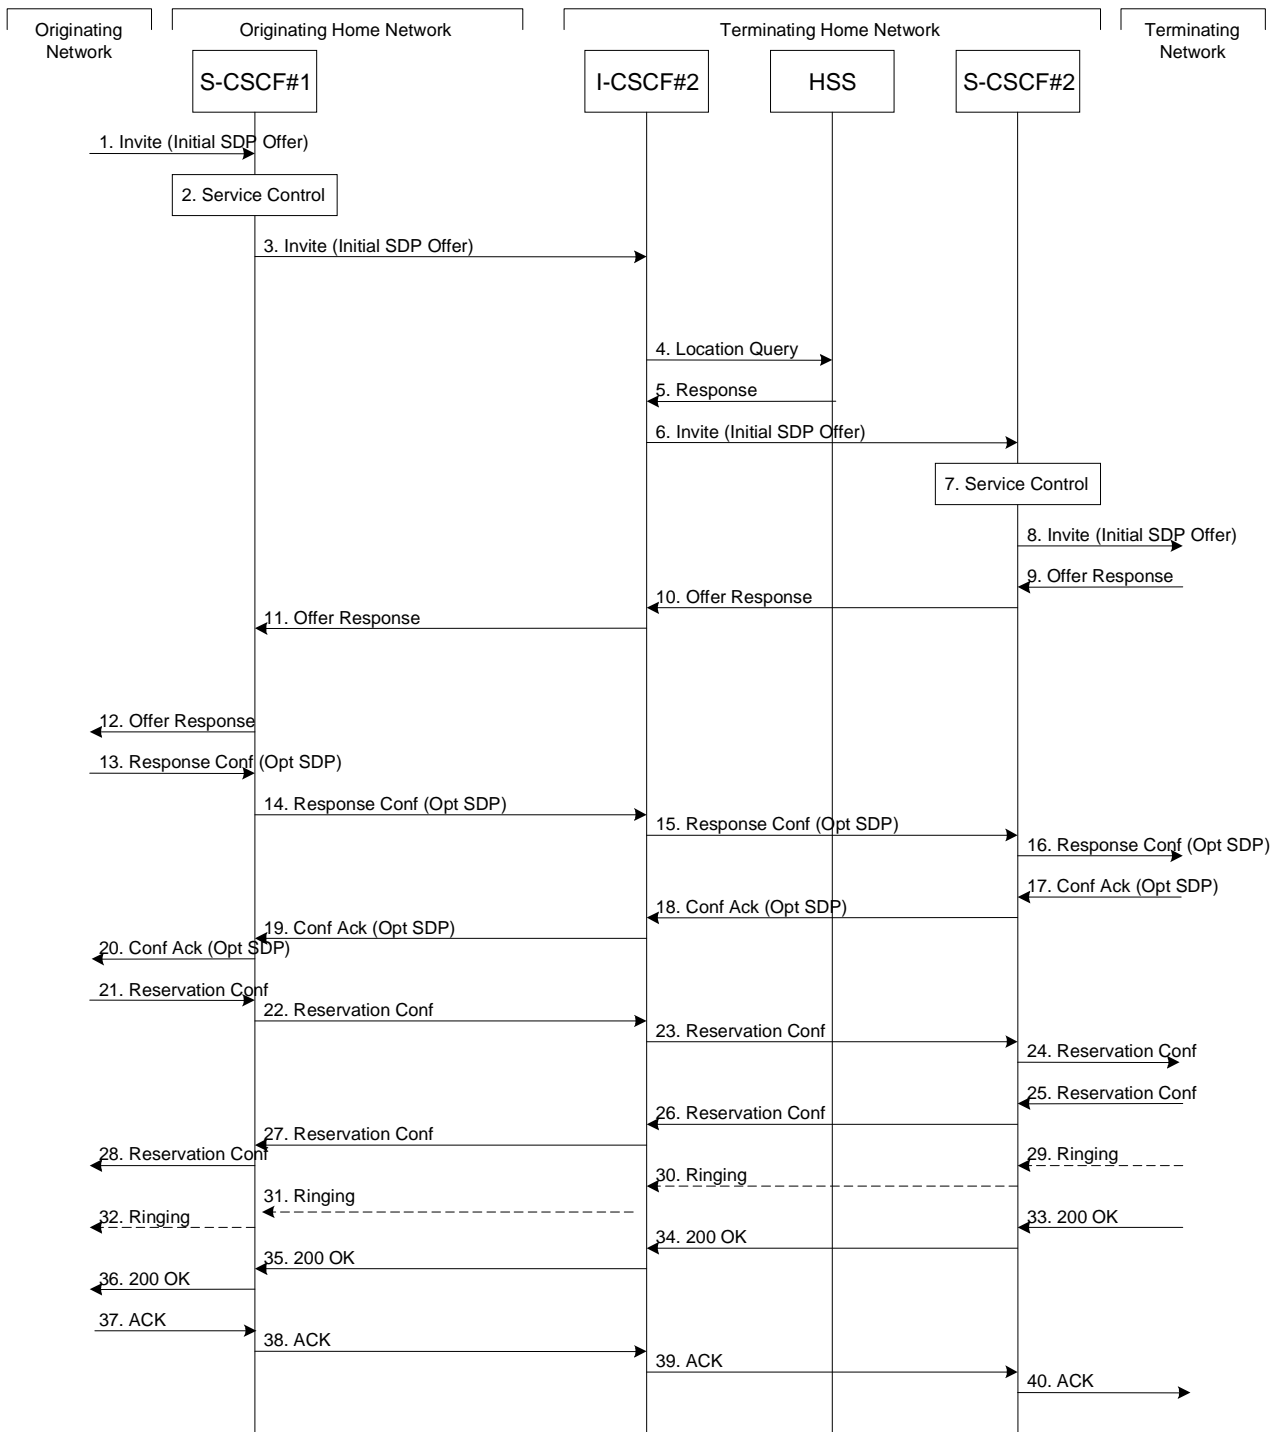 Originating
Network
Originating Home Network
Terminating Home Network
Terminating
Network
S-CSCF#1
I-CSCF#2
HSS
S-CSCF#2
1. Invite (Initial SDP Offer)
2. Service Control
3. Invite (Initial SDP Offer)
4. Location Query
5. Response
6. Invite (Initial SDP Offer)
7. Service Control
8. Invite (Initial SDP Offer)
9. Offer Response
10. Offer Response
11. Offer Response
12. Offer Response
13. Response Conf (Opt SDP)
14. Response Conf (Opt SDP)
15. Response Conf (Opt SDP)
16. Response Conf (Opt SDP)
17. Conf Ack (Opt SDP)
18. Conf Ack (Opt SDP)
19. Conf Ack (Opt SDP)
20. Conf Ack (Opt SDP)
21. Reservation Conf
22. Reservation Conf
23. Reservation Conf
24. Reservation Conf
25. Reservation Conf
26. Reservation Conf
27. Reservation Conf
28. Reservation Conf
29. Ringing
30. Ringing
31. Ringing
32. Ringing
33. 200 OK
34. 200 OK
35. 200 OK
36. 200 OK
37. ACK
38. ACK
39. ACK
40. ACK